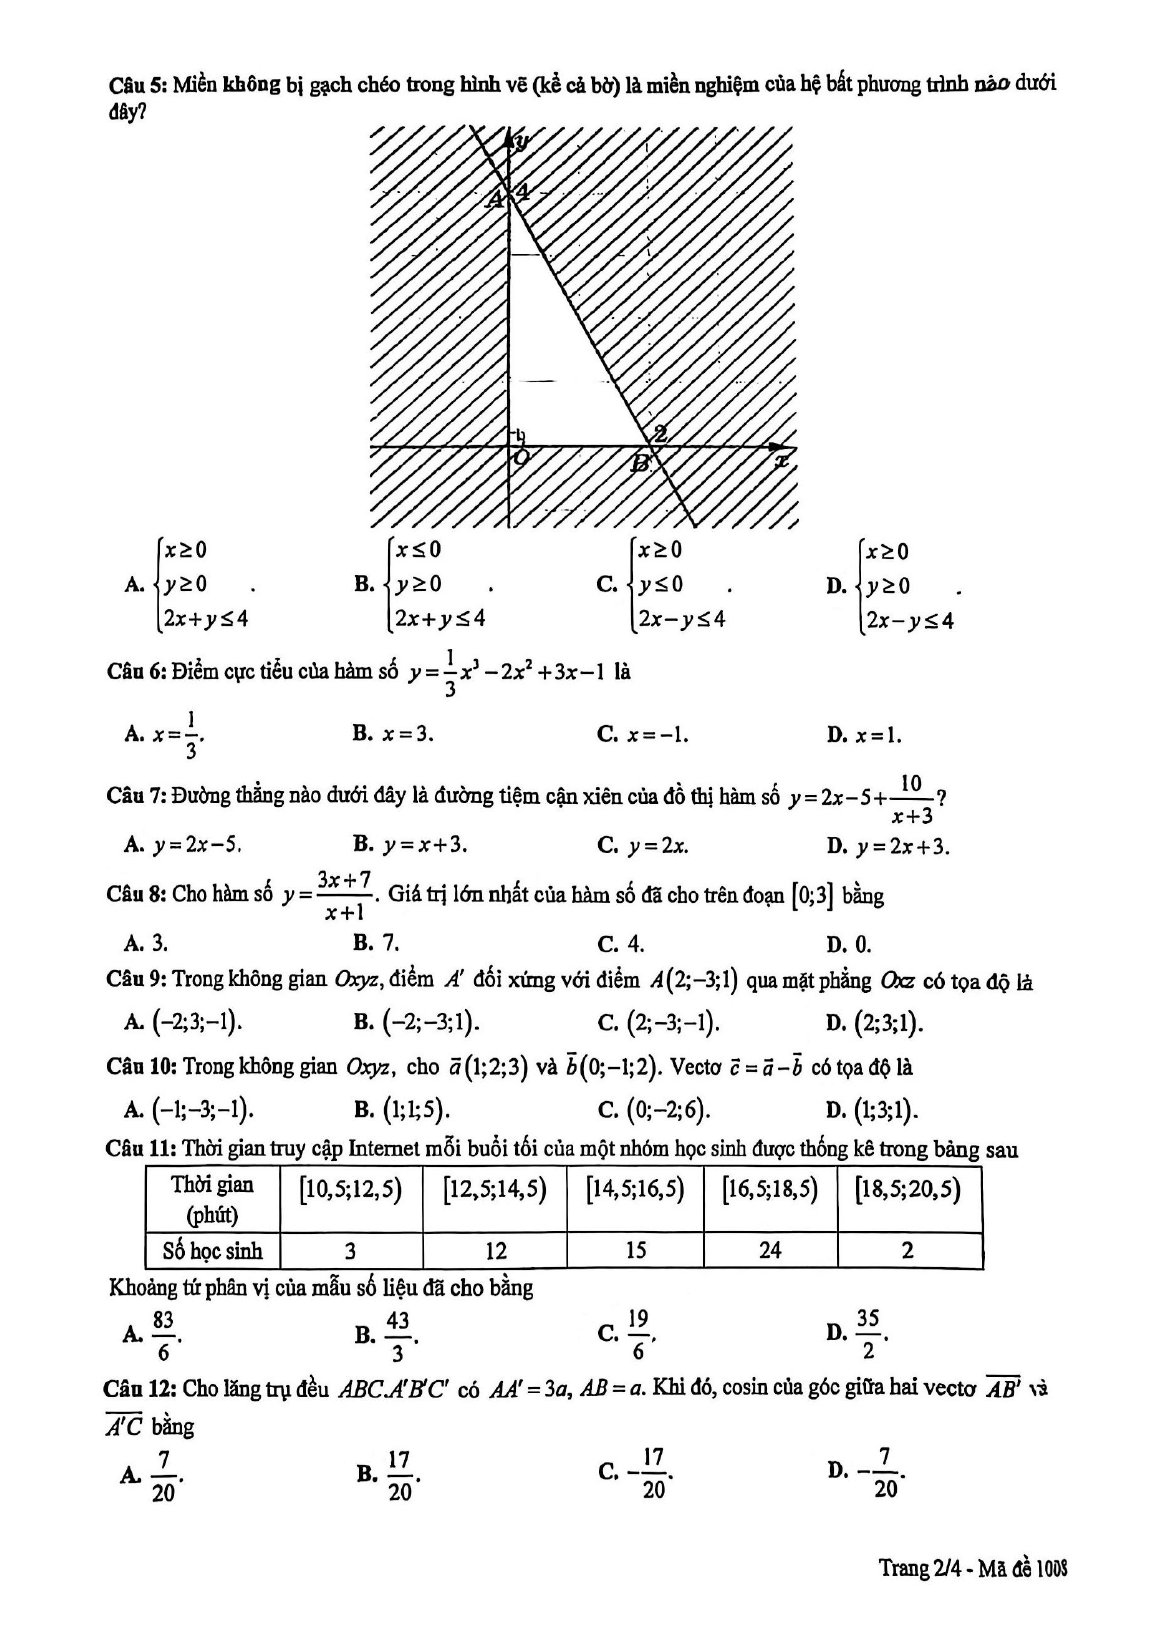 Câu 5: Miền không bị gạch chéo trong hình vẽ (kể cả bờ) là miền nghiệm của hệ bất phương trình nào dưới
đây?
y
A 4
2
O B x
A. {x ≥ 0; y ≥ 0; 2x + y ≤ 4. B. {x ≤ 0; y ≥ 0; 2x + y ≤ 4. C. {x ≥ 0; y ≤ 0; 2x − y ≤ 4. D. {x ≥ 0; y ≥ 0; 2x − y ≤ 4.
Câu 6: Điểm cực tiểu của hàm số y = 1/3 x³ − 2x² + 3x − 1 là
A. x = 1/3. B. x = 3. C. x = −1. D. x = 1.
Câu 7: Đường thẳng nào dưới đây là đường tiệm cận xiên của đồ thị hàm số y = 2x − 5 + 10/(x+3)?
A. y = 2x − 5. B. y = x + 3. C. y = 2x. D. y = 2x + 3.
Câu 8: Cho hàm số y = (3x+7)/(x+1). Giá trị lớn nhất của hàm số đã cho trên đoạn [0;3] bằng
A. 3. B. 7. C. 4. D. 0.
Câu 9: Trong không gian Oxyz, điểm A′ đối xứng với điểm A(2;−3;1) qua mặt phẳng Oxz có tọa độ là
A. (−2;3;−1). B. (−2;−3;1). C. (2;−3;−1). D. (2;3;1).
Câu 10: Trong không gian Oxyz, cho a⃗(1;2;3) và b⃗(0;−1;2). Vectơ c⃗ = a⃗ − b⃗ có tọa độ là
A. (−1;−3;−1). B. (1;1;5). C. (0;−2;6). D. (1;3;1).
Câu 11: Thời gian truy cập Internet mỗi buổi tối của một nhóm học sinh được thống kê trong bảng sau
Thời gian (phút) [10,5;12,5) [12,5;14,5) [14,5;16,5) [16,5;18,5) [18,5;20,5)
Số học sinh 3 12 15 24 2
Khoảng tứ phân vị của mẫu số liệu đã cho bằng
A. 83/6. B. 43/3. C. 19/6. D. 35/2.
Câu 12: Cho lăng trụ đều ABC.A′B′C′ có AA′ = 3a, AB = a. Khi đó, cosin của góc giữa hai vectơ AB′ và
A′C bằng
A. 7/20. B. 17/20. C. −17/20. D. −7/20.
Trang 2/4 - Mã đề 1008